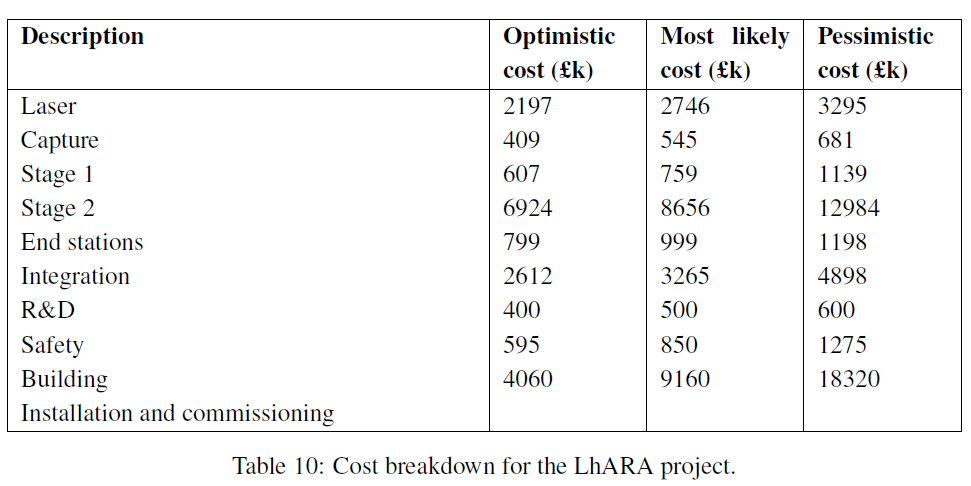 Description Optimistic Most likely Pessimistic
cost (£k) cost (£k) cost (£k)
Laser 2197 2746 3295
Capture 409 545 681
Stage 1 607 759 1139
Stage 2 6924 8656 12984
End stations 799 999 1198
Integration 2612 3265 4898
R&D 400 500 600
Safety 595 850 1275
Building 4060 9160 18320
Installation and commissioning
Table 10: Cost breakdown for the LhARA project.